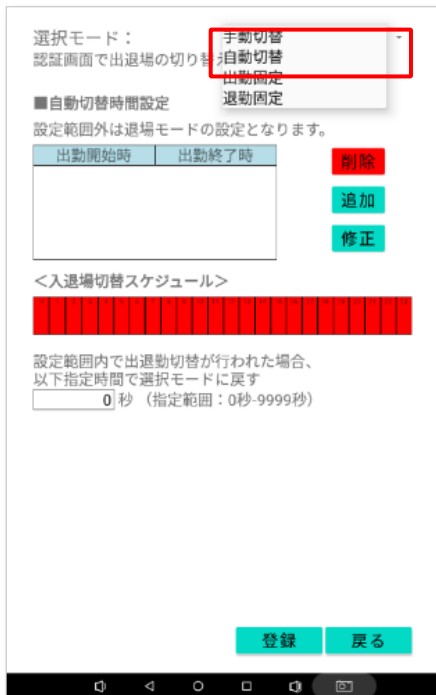 選択モード：
手動切替
認証画面で出退場の切り替え
自動切替
出勤固定
退勤固定
■自動切替時間設定
設定範囲外は退場モードの設定となります。
出勤開始時 出勤終了時
削除
追加
修正
＜入退場切替スケジュール＞
設定範囲内で出退勤切替が行われた場合、
以下指定時間で選択モードに戻す
0 秒 （指定範囲：0秒-9999秒）
登録 戻る